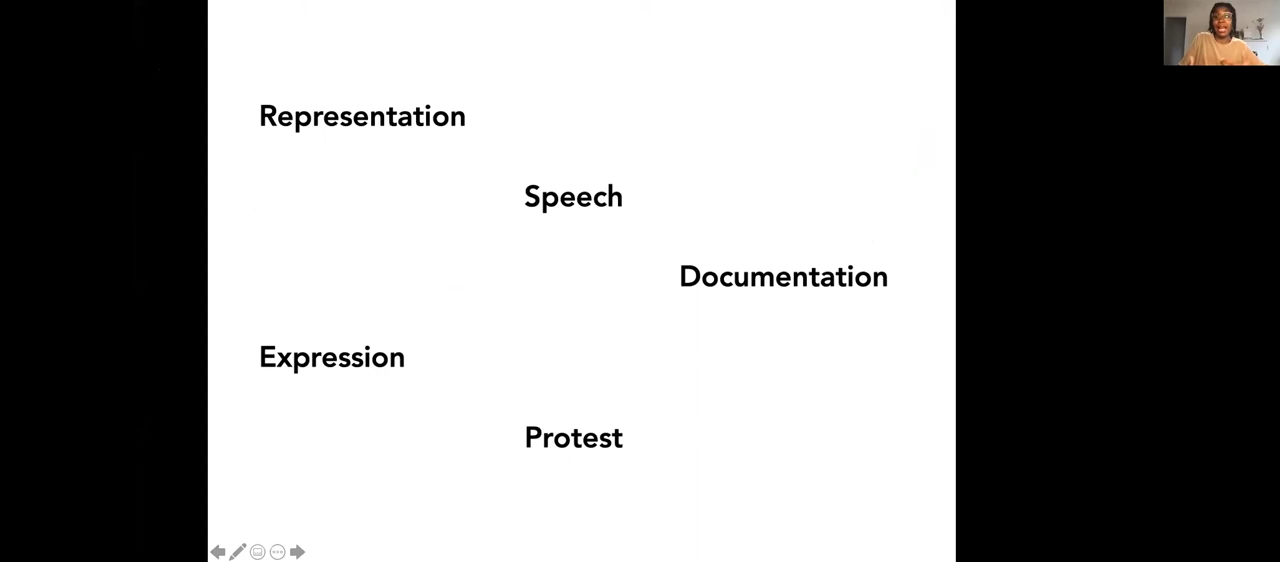 Representation
Speech
Documentation
Expression
Protest